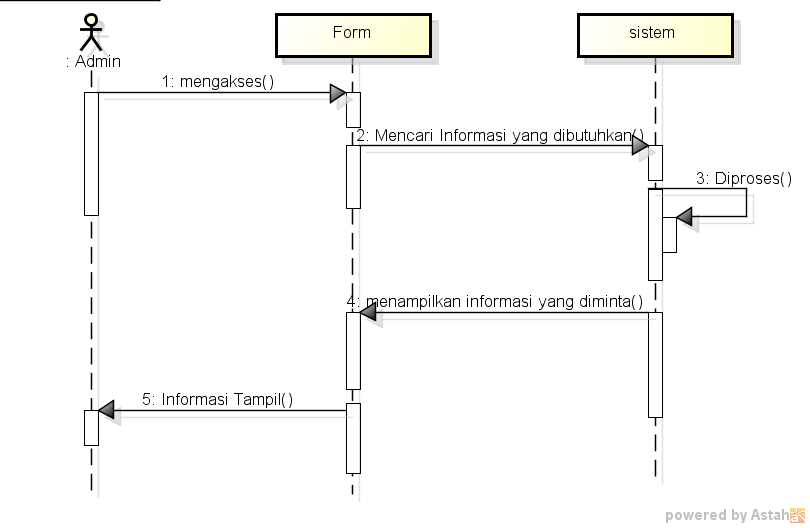 Form
sistem
: Admin
1: mengakses()
2: Mencari Informasi yang dibutuhkan()
3: Diproses()
4: menampilkan informasi yang diminta()
5: Informasi Tampil()
powered by Astah